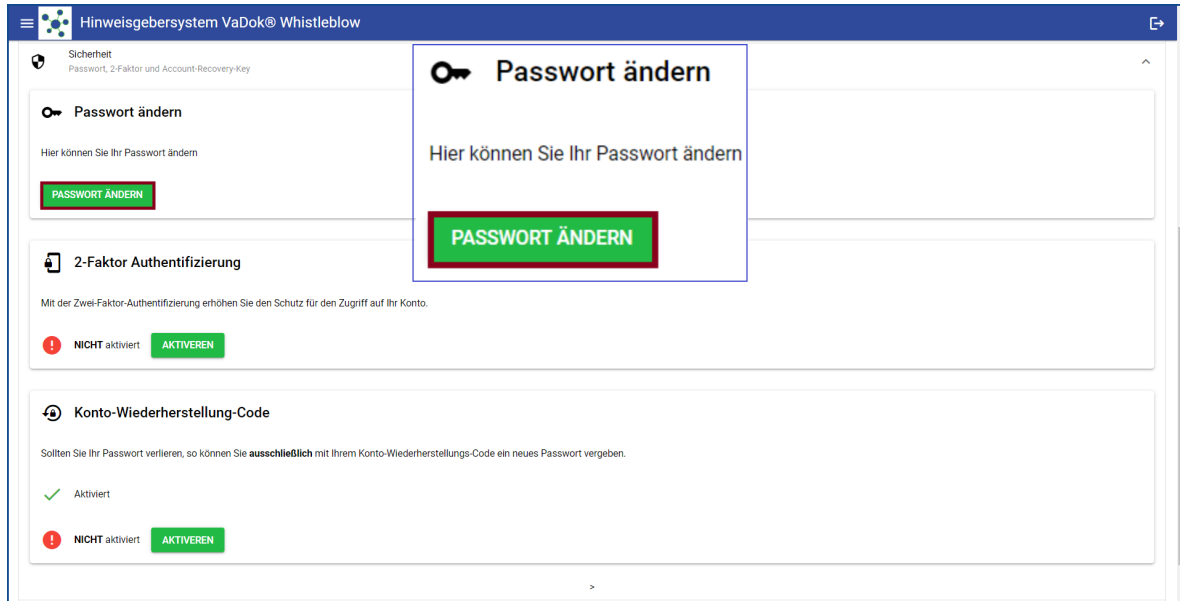 Hinweisgebersystem VaDok® Whistleblow
Sicherheit
Passwort, 2-Faktor und Account-Recovery-Key
Passwort ändern
Hier können Sie Ihr Passwort ändern
PASSWORT ÄNDERN
Passwort ändern
Hier können Sie Ihr Passwort ändern
PASSWORT ÄNDERN
2-Faktor Authentifizierung
Mit der Zwei-Faktor-Authentifizierung erhöhen Sie den Schutz für den Zugriff auf Ihr Konto.
NICHT aktiviert AKTIVEREN
Konto-Wiederherstellung-Code
Sollten Sie Ihr Passwort verlieren, so können Sie ausschließlich mit Ihrem Konto-Wiederherstellungs-Code ein neues Passwort vergeben.
Aktiviert
NICHT aktiviert AKTIVEREN
>